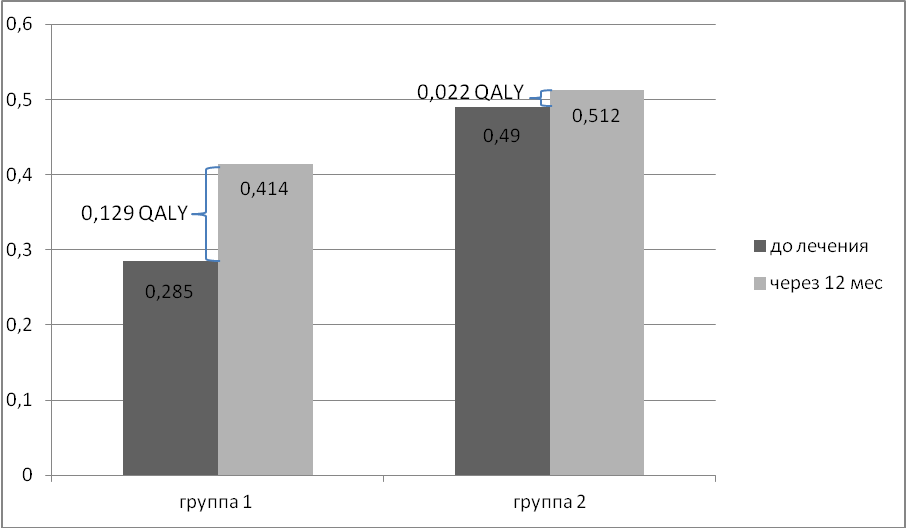 0,6
0,5
0,4
0,3
0,2
0,1
0
0,129 QALY
0,285
0,414
0,022 QALY
0,49
0,512
группа 1
группа 2
до лечения
через 12 мес